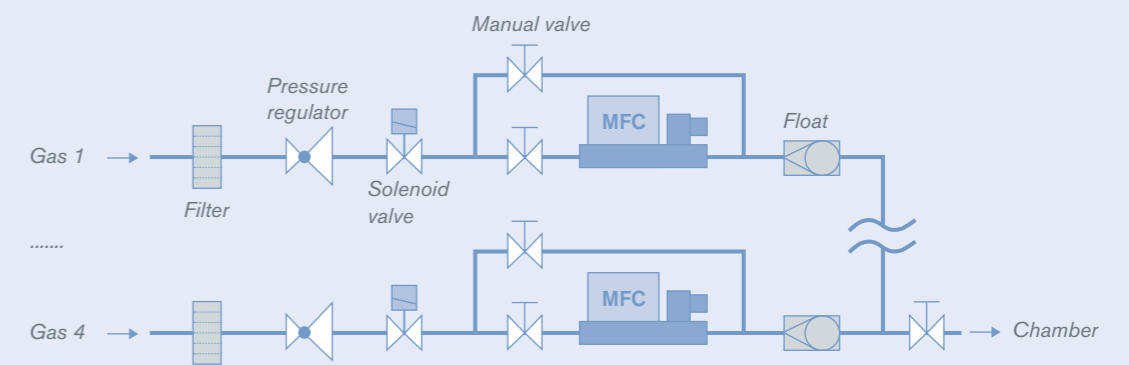 Manual valve
Pressure
regulator
MFC
Float
Gas 1
Filter
Solenoid
valve
.......
MFC
Gas 4
Chamber